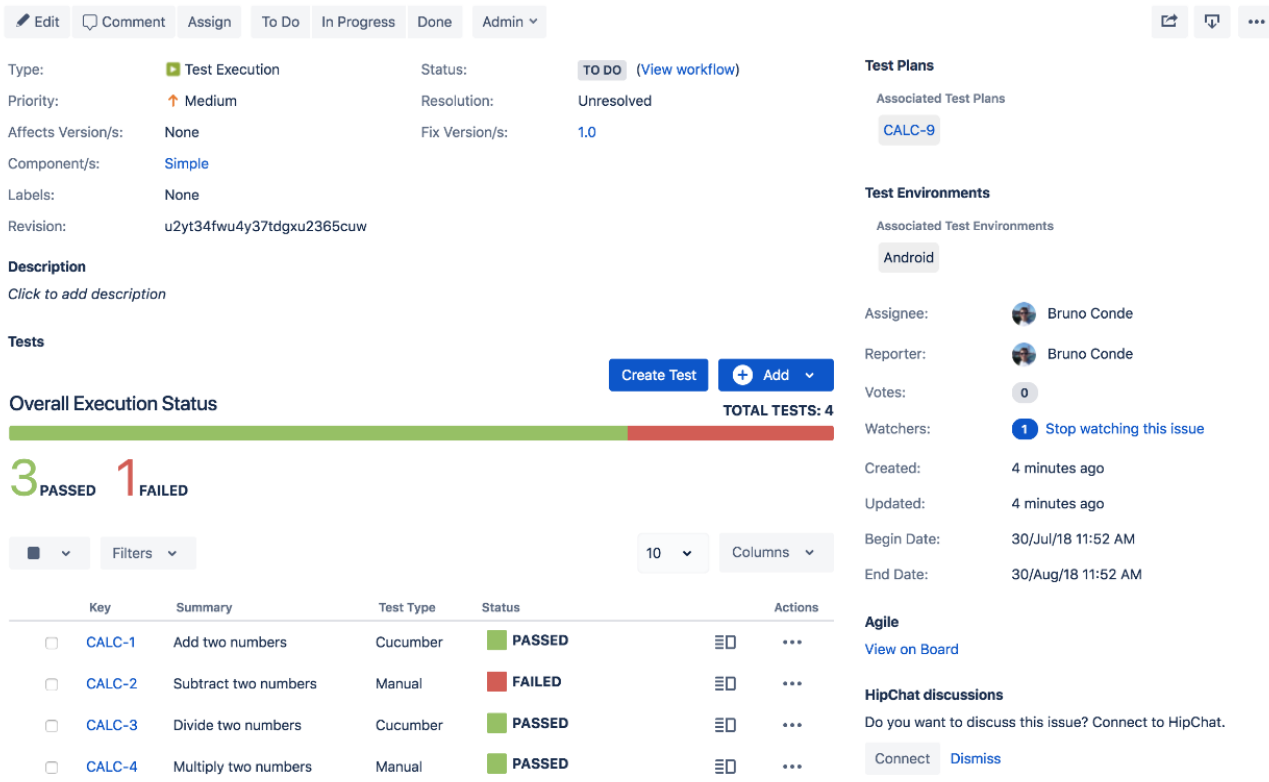 Edit Comment Assign To Do In Progress Done Admin
Type: Test Execution Status: TO DO (View workflow)
Priority: Medium Resolution: Unresolved
Affects Version/s: None Fix Version/s: 1.0
Component/s: Simple
Labels: None
Revision: u2yt34fwu4y37tdgxu2365cuw
Description
Click to add description
Tests
Create Test Add
Overall Execution Status
TOTAL TESTS: 4
3 PASSED 1 FAILED
Filters 10 Columns
Key Summary Test Type Status Actions
CALC-1 Add two numbers Cucumber PASSED
CALC-2 Subtract two numbers Manual FAILED
CALC-3 Divide two numbers Cucumber PASSED
CALC-4 Multiply two numbers Manual PASSED
Test Plans
Associated Test Plans
CALC-9
Test Environments
Associated Test Environments
Android
Assignee: Bruno Conde
Reporter: Bruno Conde
Votes: 0
Watchers: 1 Stop watching this issue
Created: 4 minutes ago
Updated: 4 minutes ago
Begin Date: 30/Jul/18 11:52 AM
End Date: 30/Aug/18 11:52 AM
Agile
View on Board
HipChat discussions
Do you want to discuss this issue? Connect to HipChat.
Connect Dismiss